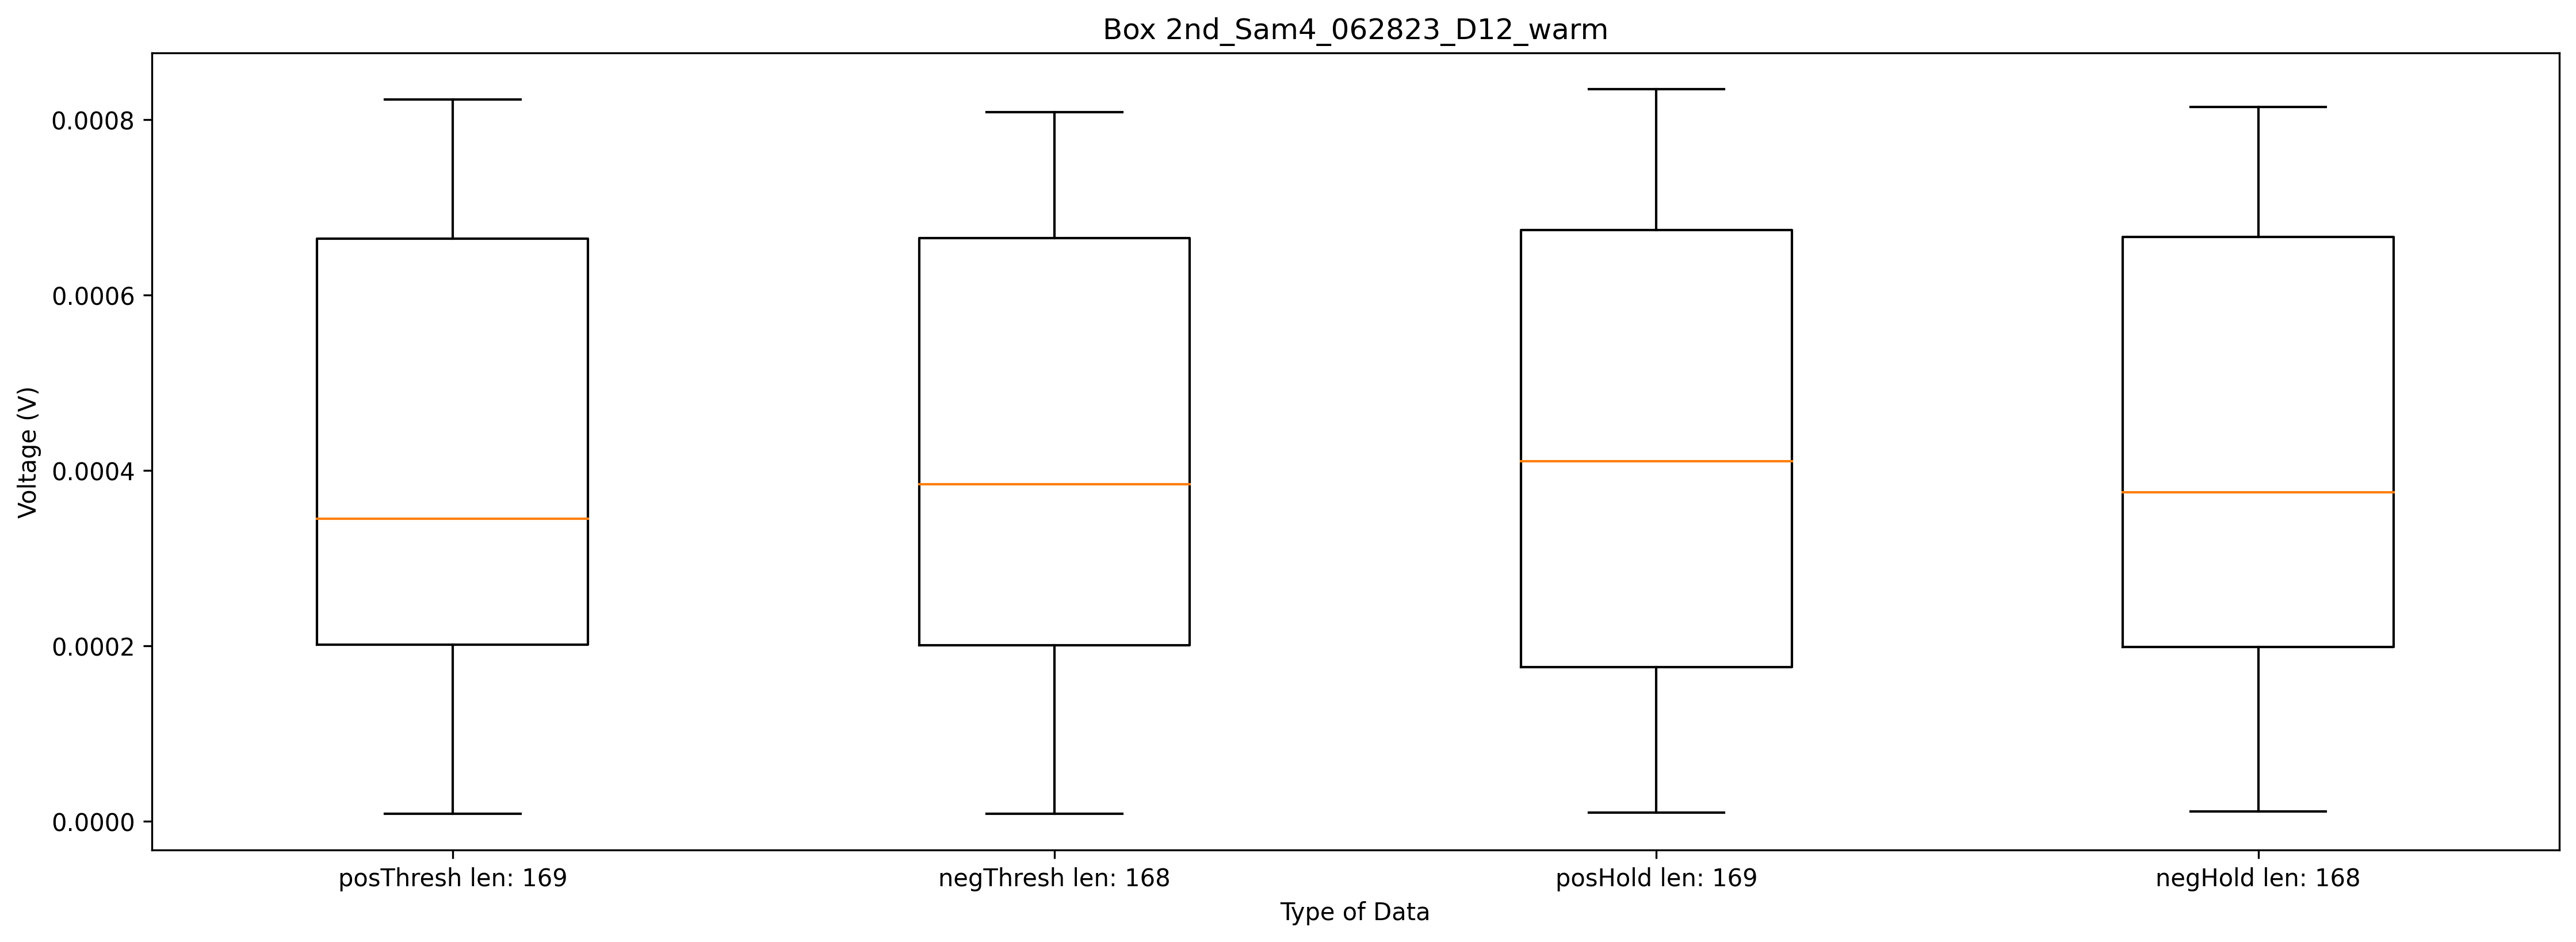 Box 2nd_Sam4_062823_D12_warm
Voltage (V)
0.0008
0.0006
0.0004
0.0002
0.0000
posThresh len: 169
negThresh len: 168
posHold len: 169
negHold len: 168
Type of Data